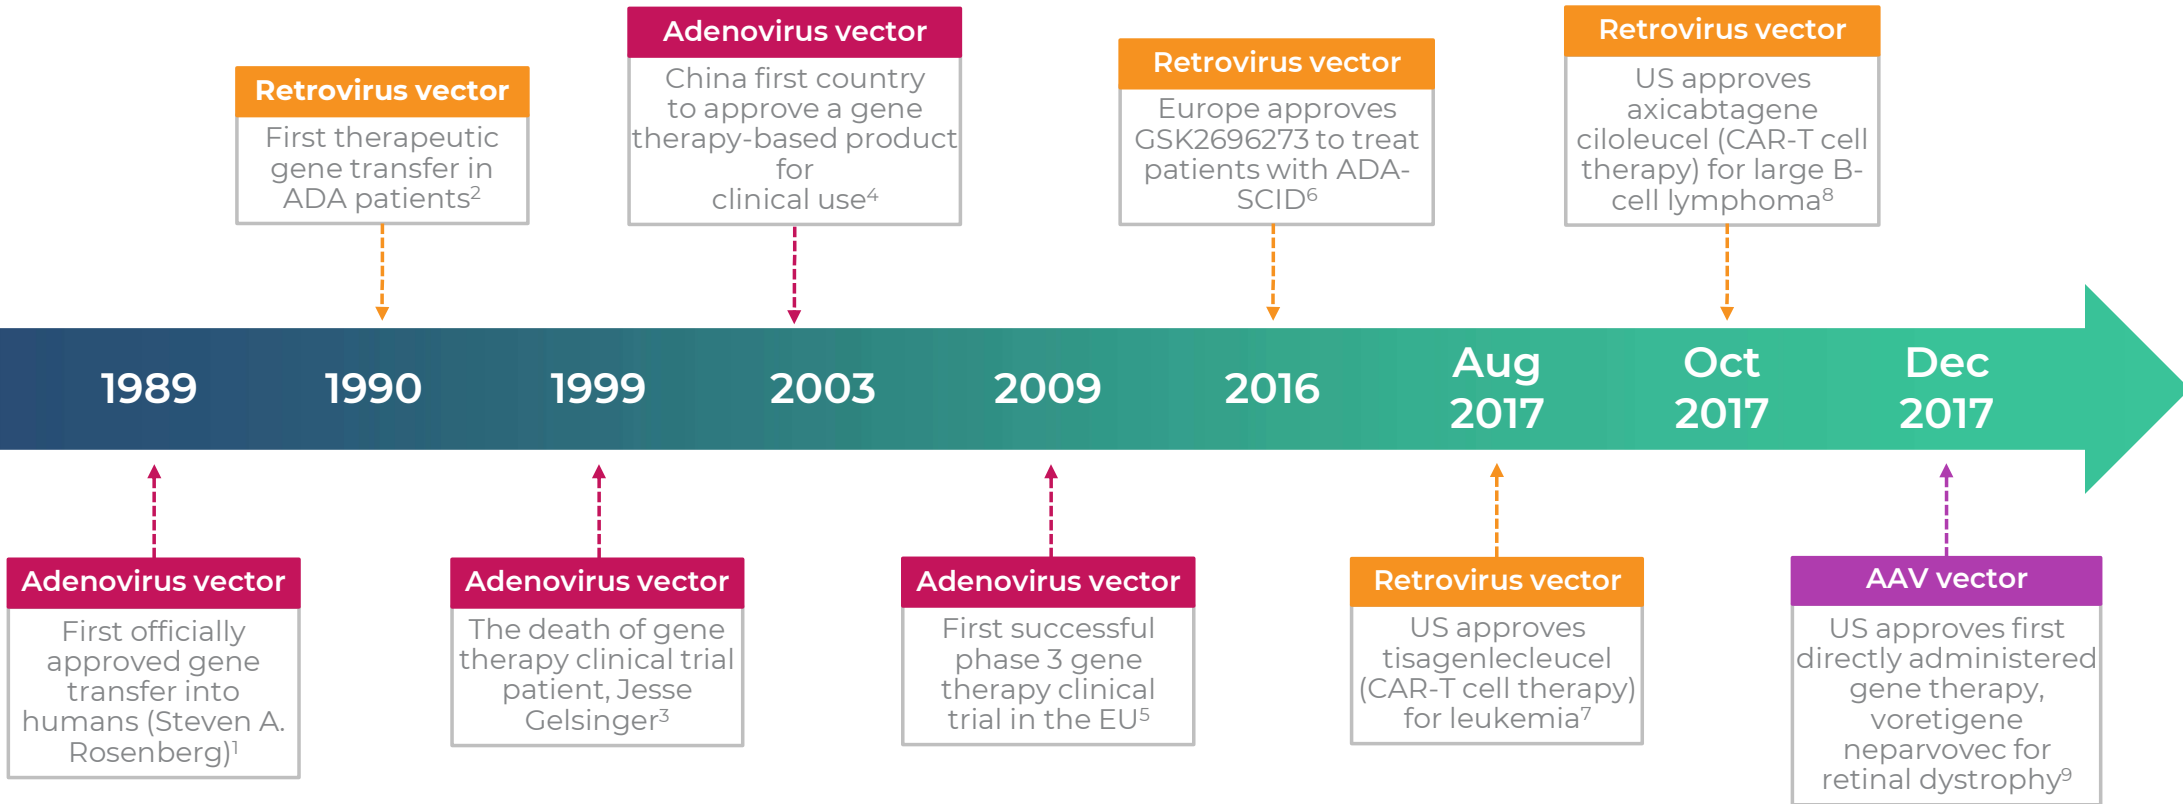 Retrovirus vector
First therapeutic
gene transfer in
ADA patients²
Adenovirus vector
China first country
to approve a gene
therapy-based product
for
clinical use⁴
Retrovirus vector
Europe approves
GSK2696273 to treat
patients with ADA-
SCID⁶
Retrovirus vector
US approves
axicabtagene
ciloleucel (CAR-T cell
therapy) for large B-
cell lymphoma⁸
1989
1990
1999
2003
2009
2016
Aug
2017
Oct
2017
Dec
2017
Adenovirus vector
First officially
approved gene
transfer into
humans (Steven A.
Rosenberg)¹
Adenovirus vector
The death of gene
therapy clinical trial
patient, Jesse
Gelsinger³
Adenovirus vector
First successful
phase 3 gene
therapy clinical
trial in the EU⁵
Retrovirus vector
US approves
tisagenlecleucel
(CAR-T cell therapy)
for leukemia⁷
AAV vector
US approves first
directly administered
gene therapy,
voretigene
neparvovec for
retinal dystrophy⁹